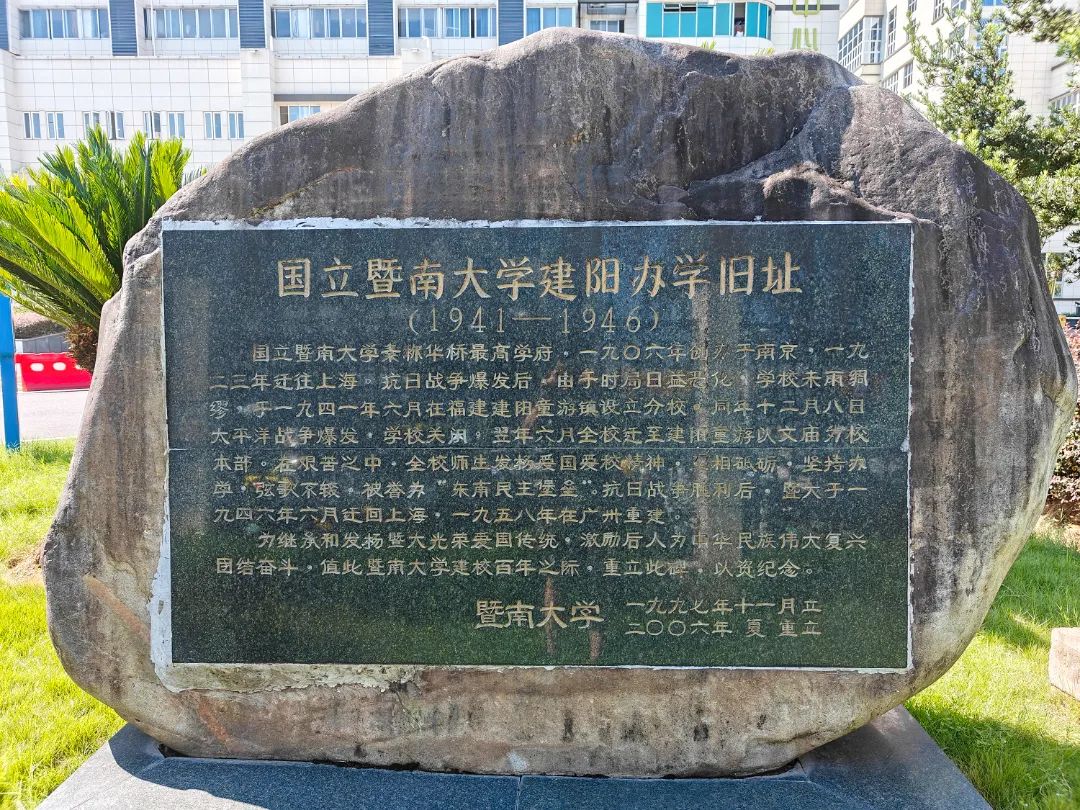 国立暨南大学建阳办学旧址
(1941—1946)
国立暨南大学素称华桥最高学府，一九〇六年创办于南京，一九
二三年迁往上海。抗日战争爆发后，由于时局日益恶化，学校未雨绸
缪，于一九四一年六月在福建建阳童游镇设立分校，同年十二月八日
太平洋战争爆发，学校关闭，翌年六月全校迁至建阳童游以文庙为校
本部。在艰苦之中，全校师生发扬爱国爱校精神，互相砥砺，坚持办
学，弦歌不辍，被誉为“东南民主堡垒”。抗日战争胜利后，暨大于一
九四六年六月迁回上海，一九五八年在广州重建。
为继承和发扬暨大光荣爱国传统，激励后人为中华民族伟大复兴
团结奋斗，值此暨南大学建校百年之际，重立此碑，以资纪念。
暨南大学 一九九七年十一月立
二〇〇六年 夏 重立